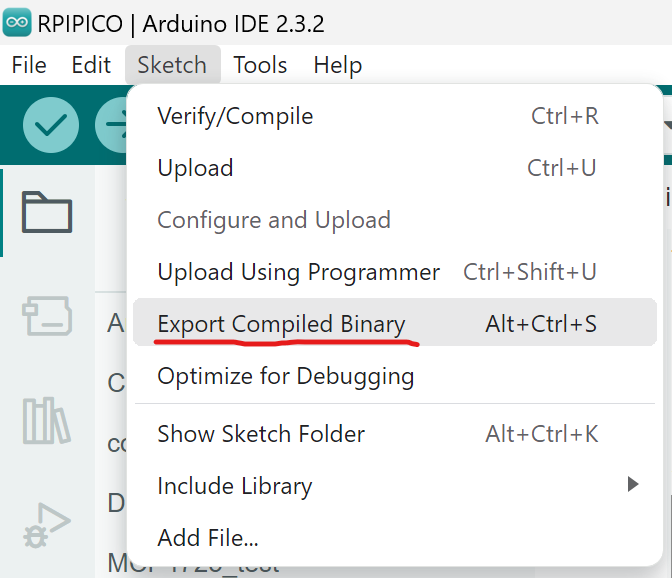 RPIPICO | Arduino IDE 2.3.2
File Edit Sketch Tools Help
Verify/Compile Ctrl+R
Upload Ctrl+U
Configure and Upload
Upload Using Programmer Ctrl+Shift+U
Export Compiled Binary Alt+Ctrl+S
Optimize for Debugging
Show Sketch Folder Alt+Ctrl+K
Include Library
Add File...